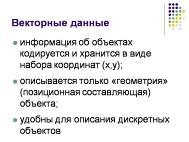 Векторные данные
информация об объектах
кодируется и хранится в виде
набора координат (x,y);
описывается только «геометрия»
(позиционная составляющая)
объекта;
удобны для описания дискретных
объектов